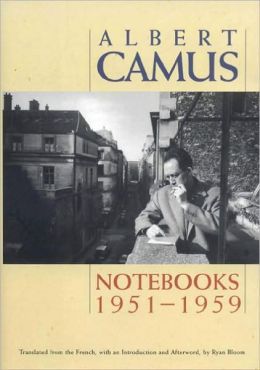 ALBERT
CAMUS
NOTEBOOKS
1951–1959
Translated from the French, with an Introduction and Afterword, by Ryan Bloom